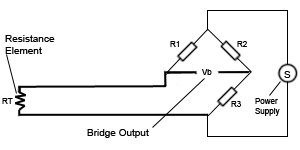 Resistance
Element
R1
R2
Vb
S
RT
R3
Power
Supply
Bridge Output